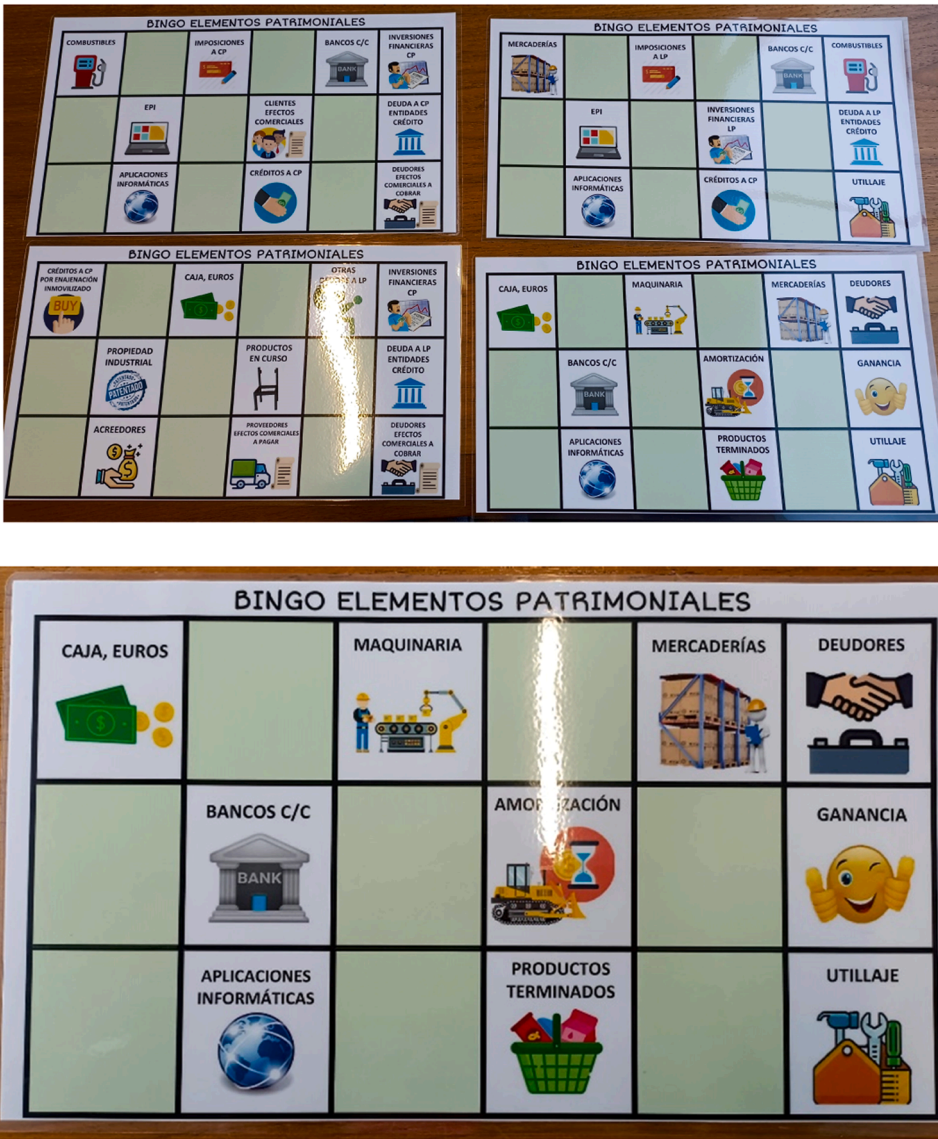 BINGO ELEMENTOS PATRIMONIALES
COMBUSTIBLES
IMPOSICIONES
A CP
BANCOS C/C
BANK
INVERSIONES
FINANCIERAS
CP
EPI
CLIENTES
EFECTOS
COMERCIALES
DEUDA A CP
ENTIDADES
CRÉDITO
APLICACIONES
INFORMÁTICAS
CRÉDITOS A CP
DEUDORES
EFECTOS
COMERCIALES A
COBRAR
BINGO ELEMENTOS PATRIMONIALES
MERCADERÍAS
IMPOSICIONES
A LP
BANCOS C/C
BANK
COMBUSTIBLES
EPI
INVERSIONES
FINANCIERAS
LP
DEUDA A LP
ENTIDADES
CRÉDITO
APLICACIONES
INFORMÁTICAS
CRÉDITOS A CP
UTILLAJE
BINGO ELEMENTOS PATRIMONIALES
CRÉDITOS A CP
POR ENAJENACIÓN
INMOVILIZADO
BUY
CAJA, EUROS
OTRAS
A LP
INVERSIONES
FINANCIERAS
CP
PROPIEDAD
INDUSTRIAL
PATENTADO
PRODUCTOS
EN CURSO
DEUDA A LP
ENTIDADES
CRÉDITO
ACREEDORES
PROVEEDORES
EFECTOS COMERCIALES
A PAGAR
DEUDORES
EFECTOS
COMERCIALES A
COBRAR
BINGO ELEMENTOS PATRIMONIALES
CAJA, EUROS
MAQUINARIA
MERCADERÍAS
DEUDORES
BANCOS C/C
BANK
AMORTIZACIÓN
GANANCIA
APLICACIONES
INFORMÁTICAS
PRODUCTOS
TERMINADOS
UTILLAJE
BINGO ELEMENTOS PATRIMONIALES
CAJA, EUROS
MAQUINARIA
MERCADERÍAS
DEUDORES
BANCOS C/C
BANK
AMORTIZACIÓN
GANANCIA
APLICACIONES
INFORMÁTICAS
PRODUCTOS
TERMINADOS
UTILLAJE